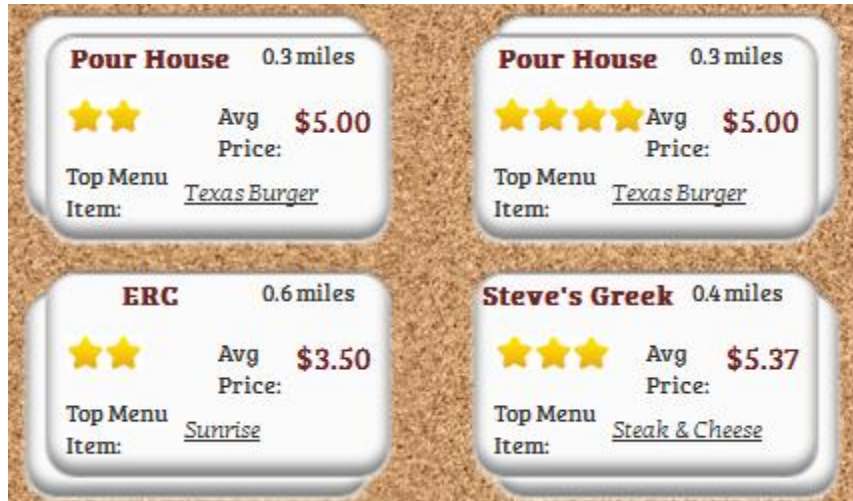 Pour House 0.3 miles
Avg $5.00
Price:
Top Menu
Texas Burger
Item:
Pour House 0.3 miles
Avg $5.00
Price:
Top Menu
Texas Burger
Item:
ERC 0.6 miles
Avg $3.50
Price:
Top Menu
Sunrise
Item:
Steve's Greek 0.4 miles
Avg $5.37
Price:
Top Menu
Steak & Cheese
Item: